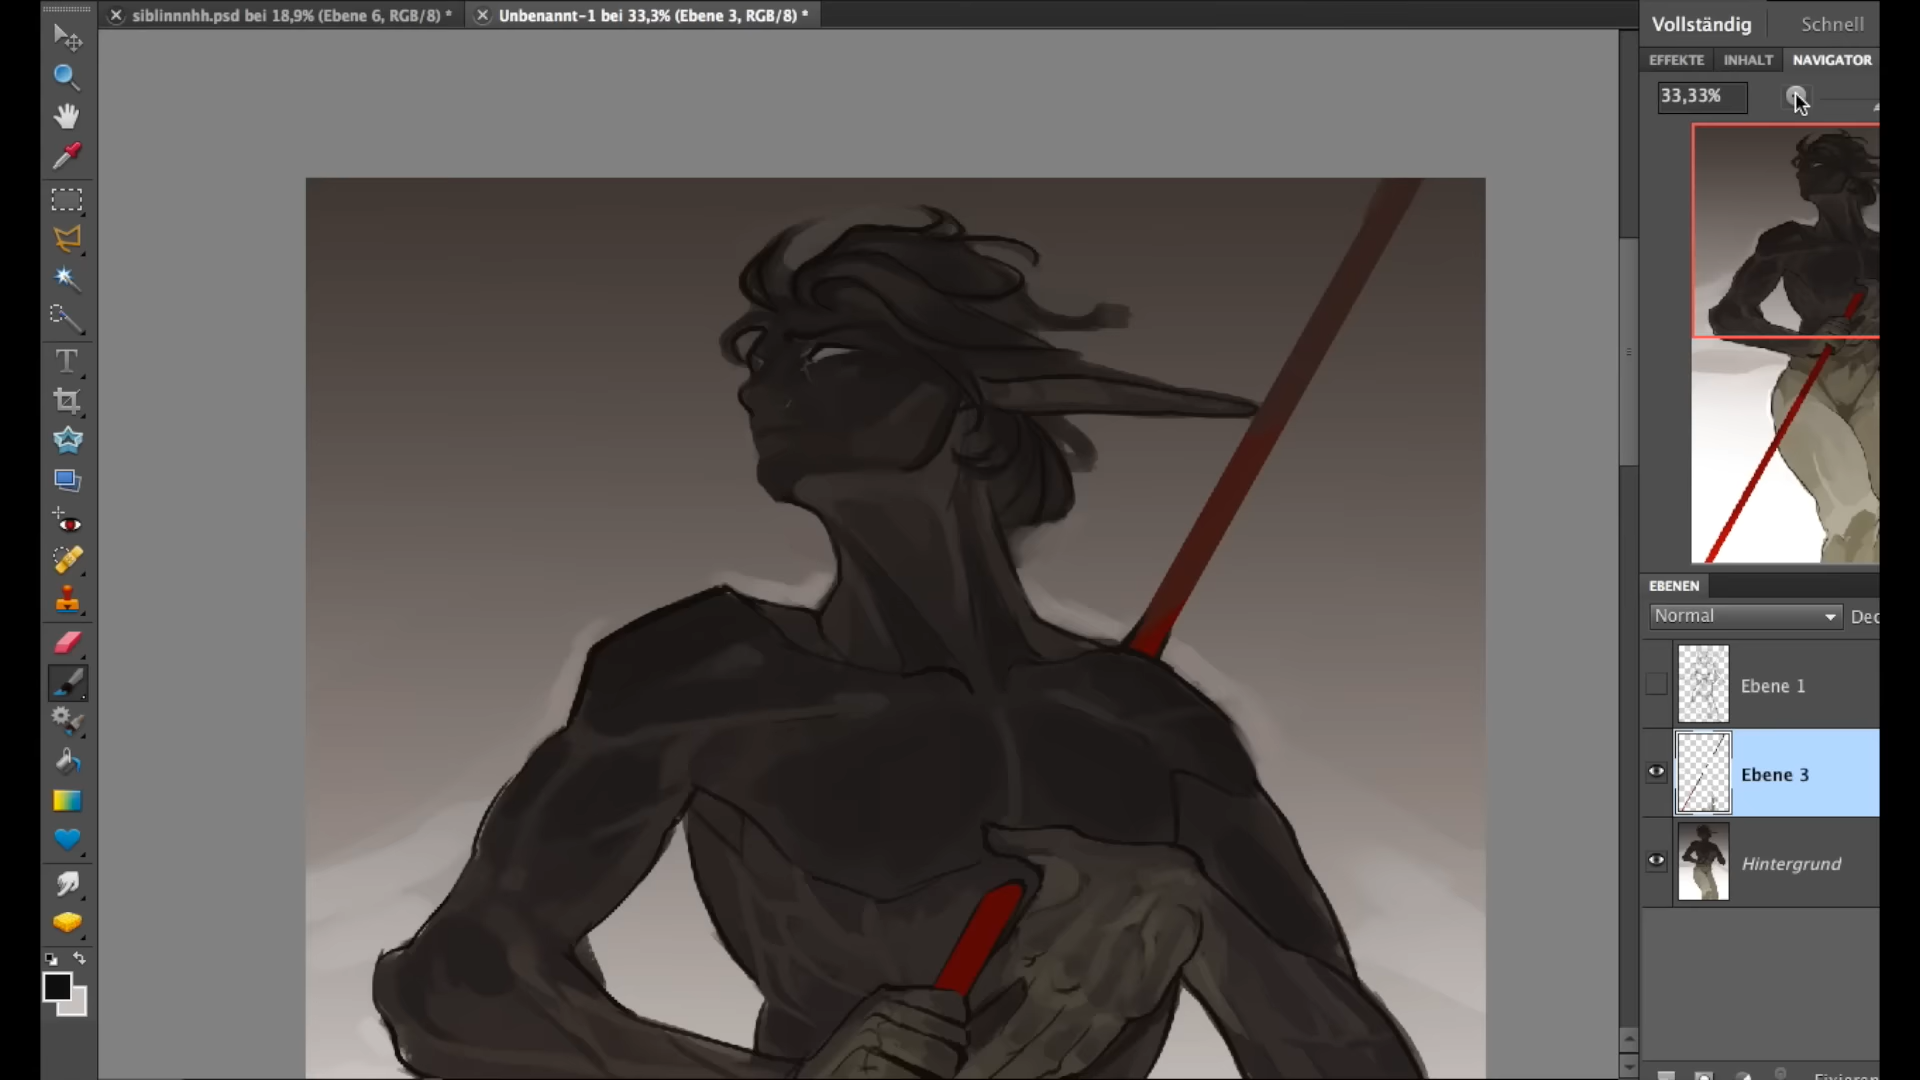 siblinnnhh.psd bei 18,9% (Ebene 6, RGB/8) *
Unbenannt-1 bei 33,3% (Ebene 3, RGB/8) *
Vollständig
Schnell
EFFEKTE
INHALT
NAVIGATOR
33,33%
EBENEN
Normal
Dec
Ebene 1
Ebene 3
Hintergrund
Fixieren